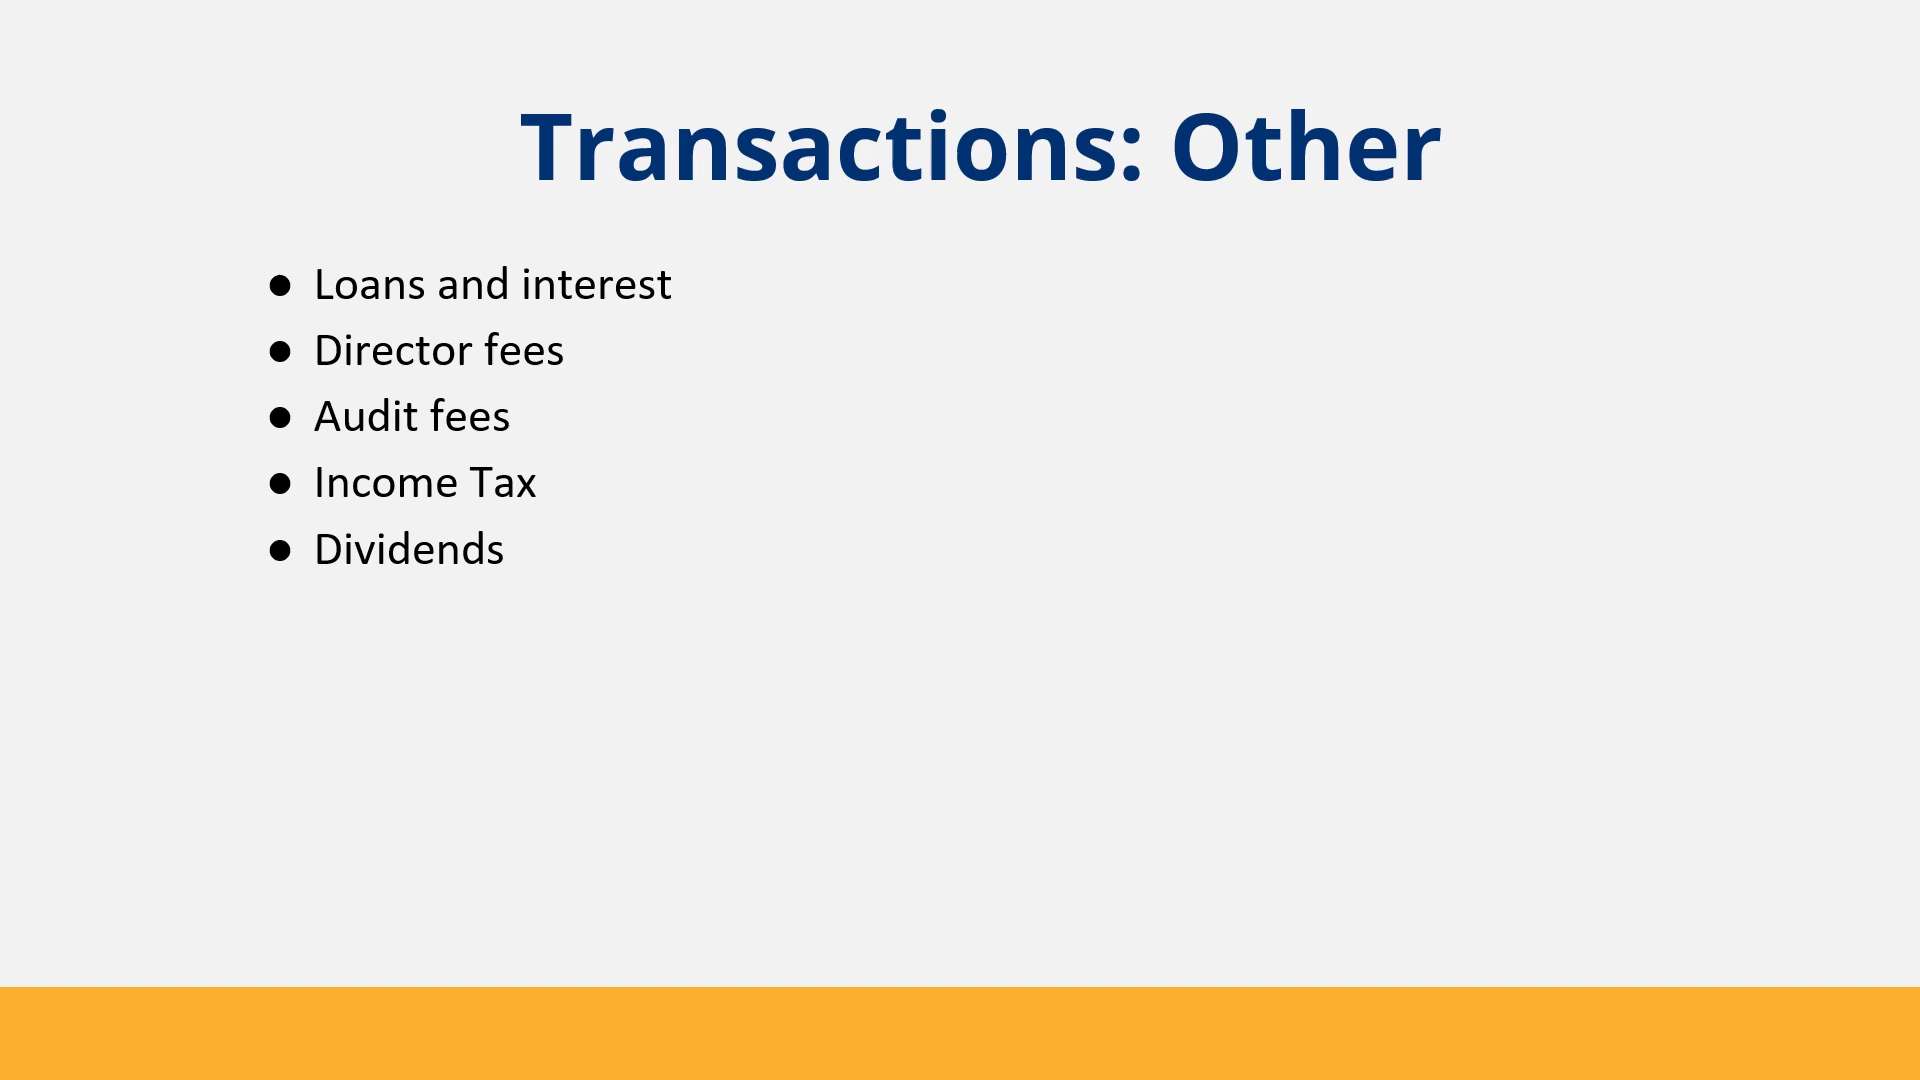 Transactions: Other
● Loans and interest
● Director fees
● Audit fees
● Income Tax
● Dividends